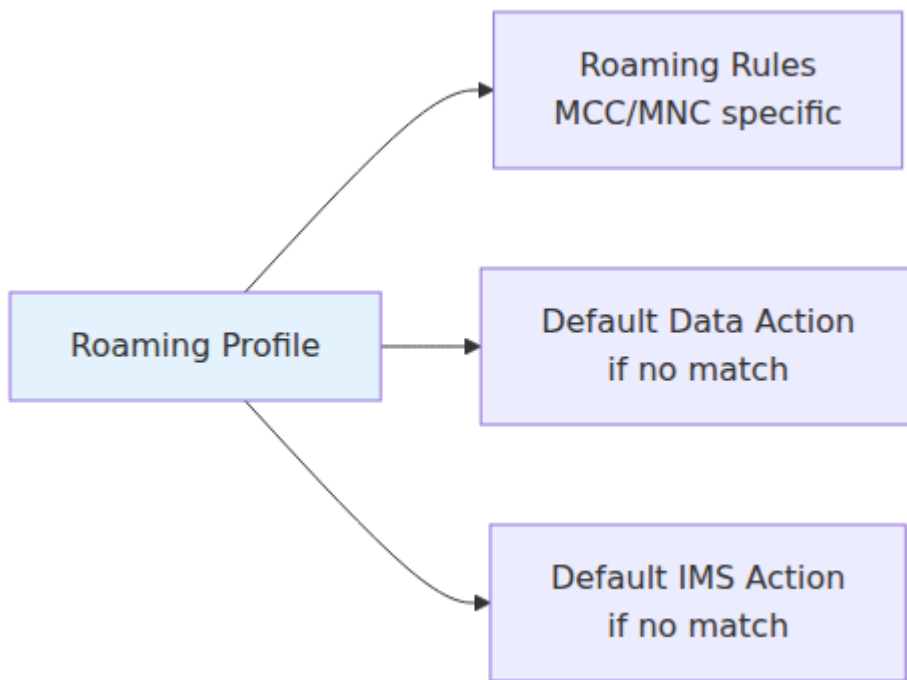 Roaming Rules
MCC/MNC specific
Roaming Profile
Default Data Action
if no match
Default IMS Action
if no match